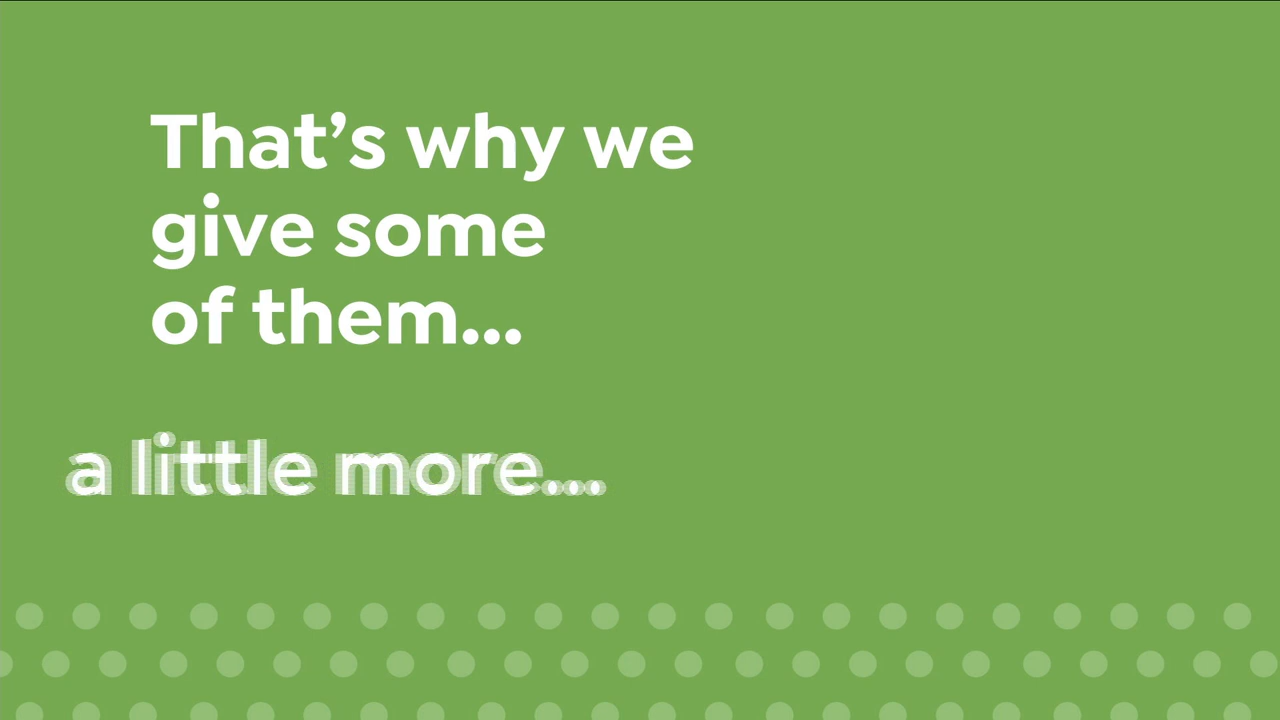 That’s why we
give some
of them...
a little more...